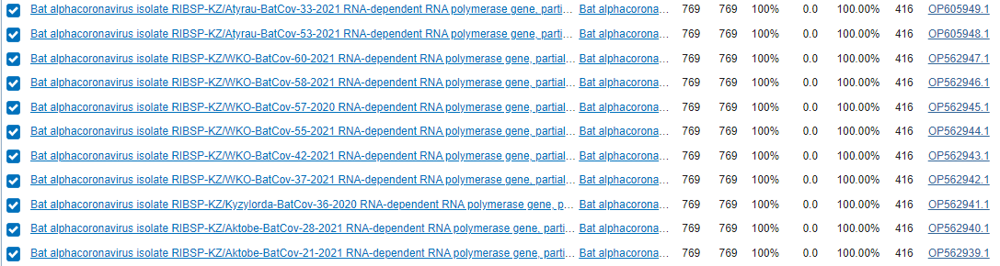 Bat alphacoronavirus isolate RIBSP-KZ/Atyrau-BatCov-33-2021 RNA-dependent RNA polymerase gene, parti... Bat alphacorona... 769 769 100% 0.0 100.00% 416 OP605949.1
Bat alphacoronavirus isolate RIBSP-KZ/Atyrau-BatCov-53-2021 RNA-dependent RNA polymerase gene, parti... Bat alphacorona... 769 769 100% 0.0 100.00% 416 OP605948.1
Bat alphacoronavirus isolate RIBSP-KZ/WKO-BatCov-60-2021 RNA-dependent RNA polymerase gene, partial... Bat alphacorona... 769 769 100% 0.0 100.00% 416 OP562947.1
Bat alphacoronavirus isolate RIBSP-KZ/WKO-BatCov-58-2021 RNA-dependent RNA polymerase gene, partial... Bat alphacorona... 769 769 100% 0.0 100.00% 416 OP562946.1
Bat alphacoronavirus isolate RIBSP-KZ/WKO-BatCov-57-2020 RNA-dependent RNA polymerase gene, partial... Bat alphacorona... 769 769 100% 0.0 100.00% 416 OP562945.1
Bat alphacoronavirus isolate RIBSP-KZ/WKO-BatCov-55-2021 RNA-dependent RNA polymerase gene, partial... Bat alphacorona... 769 769 100% 0.0 100.00% 416 OP562944.1
Bat alphacoronavirus isolate RIBSP-KZ/WKO-BatCov-42-2021 RNA-dependent RNA polymerase gene, partial... Bat alphacorona... 769 769 100% 0.0 100.00% 416 OP562943.1
Bat alphacoronavirus isolate RIBSP-KZ/WKO-BatCov-37-2021 RNA-dependent RNA polymerase gene, partial... Bat alphacorona... 769 769 100% 0.0 100.00% 416 OP562942.1
Bat alphacoronavirus isolate RIBSP-KZ/Kyzylorda-BatCov-36-2020 RNA-dependent RNA polymerase gene, p... Bat alphacorona... 769 769 100% 0.0 100.00% 416 OP562941.1
Bat alphacoronavirus isolate RIBSP-KZ/Aktobe-BatCov-28-2021 RNA-dependent RNA polymerase gene, parti... Bat alphacorona... 769 769 100% 0.0 100.00% 416 OP562940.1
Bat alphacoronavirus isolate RIBSP-KZ/Aktobe-BatCov-21-2021 RNA-dependent RNA polymerase gene, parti... Bat alphacorona... 769 769 100% 0.0 100.00% 416 OP562939.1